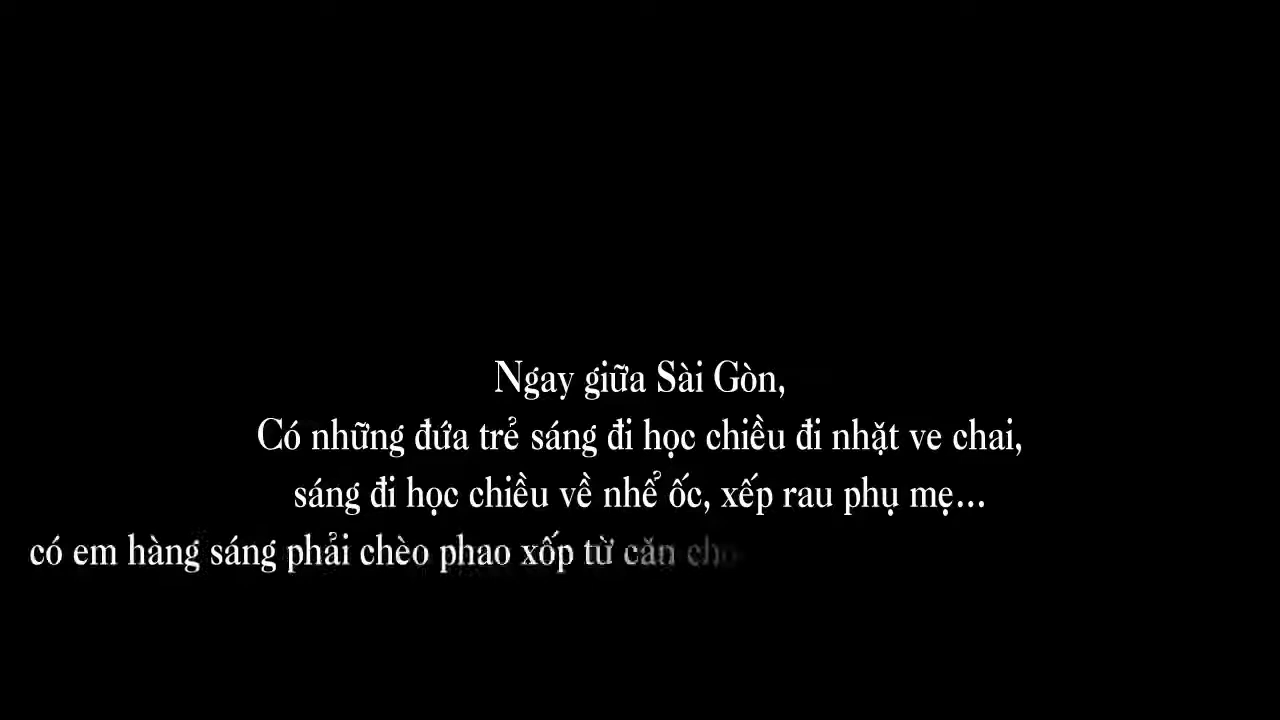 Ngay giữa Sài Gòn,
Có những đứa trẻ sáng đi học chiều đi nhặt ve chai,
sáng đi học chiều về nhể ốc, xếp rau phụ mẹ...
có em hàng sáng phải chèo phao xốp từ căn